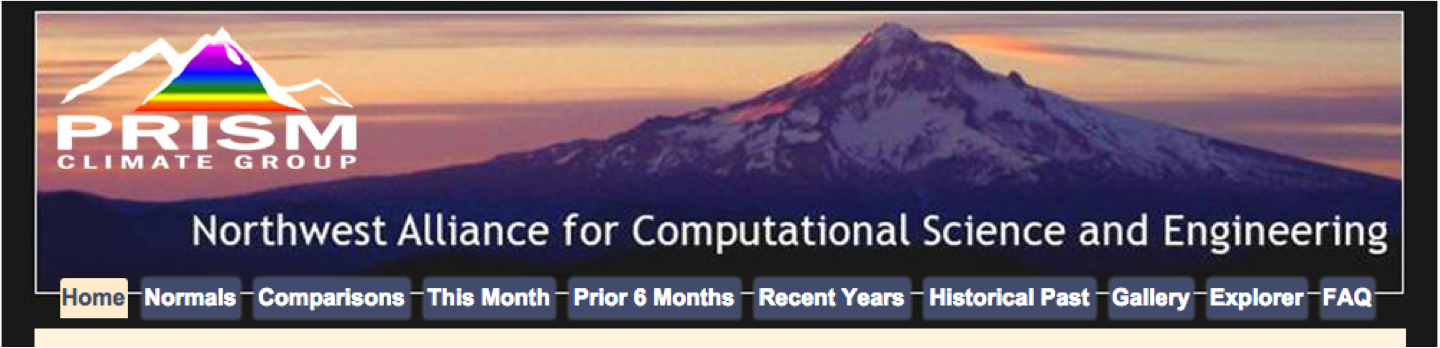 PRISM
CLIMATE GROUP
Northwest Alliance for Computational Science and Engineering
Home Normals Comparisons This Month Prior 6 Months Recent Years Historical Past Gallery Explorer FAQ